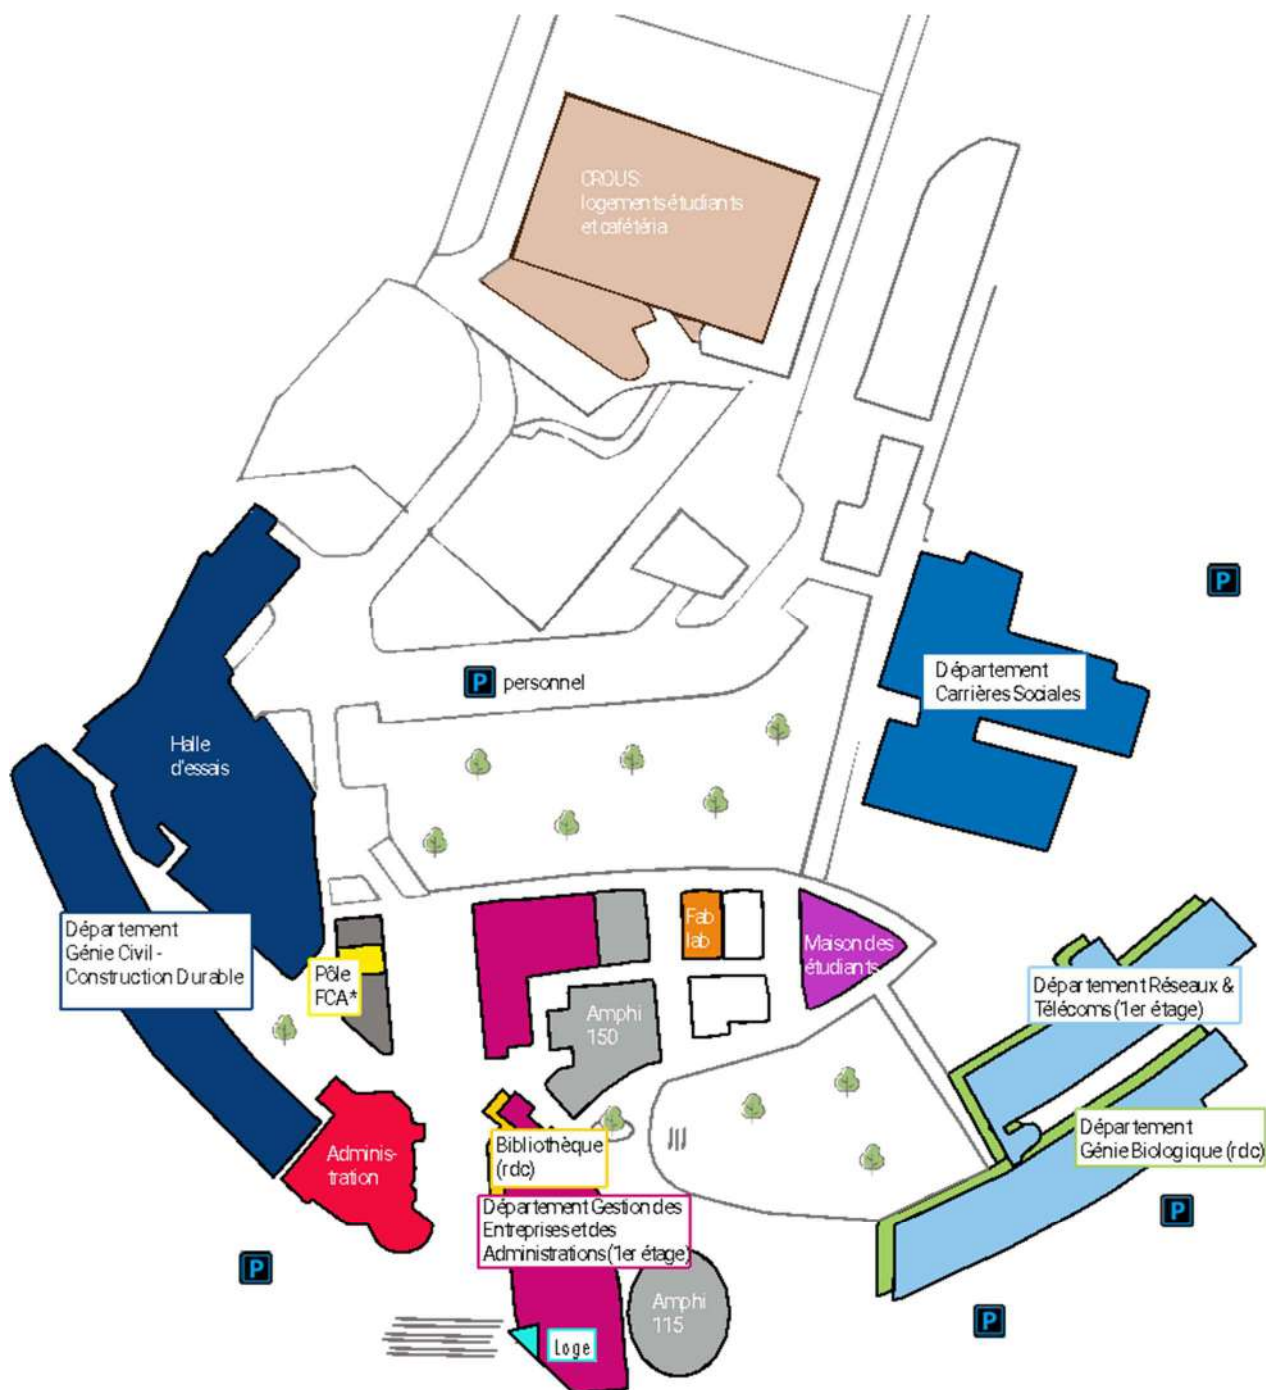 CROUS:
logements étudiants
et cafétéria
P
Département
Carrières Sociales
P personnel
Halle
d'essais
Département
Génie Civil -
Construction Durable
Pôle
FCA*
Fab
lab
Maison des
étudiants
Amphi
150
Département Réseaux &
Télécoms (1er étage)
Département
Génie Biologique (rdc)
Adminis-
tration
Bibliothèque
(rdc)
Département Gestion des
Entreprises et des
Administrations (1er étage)
P
P
P
Amphi
115
Loge